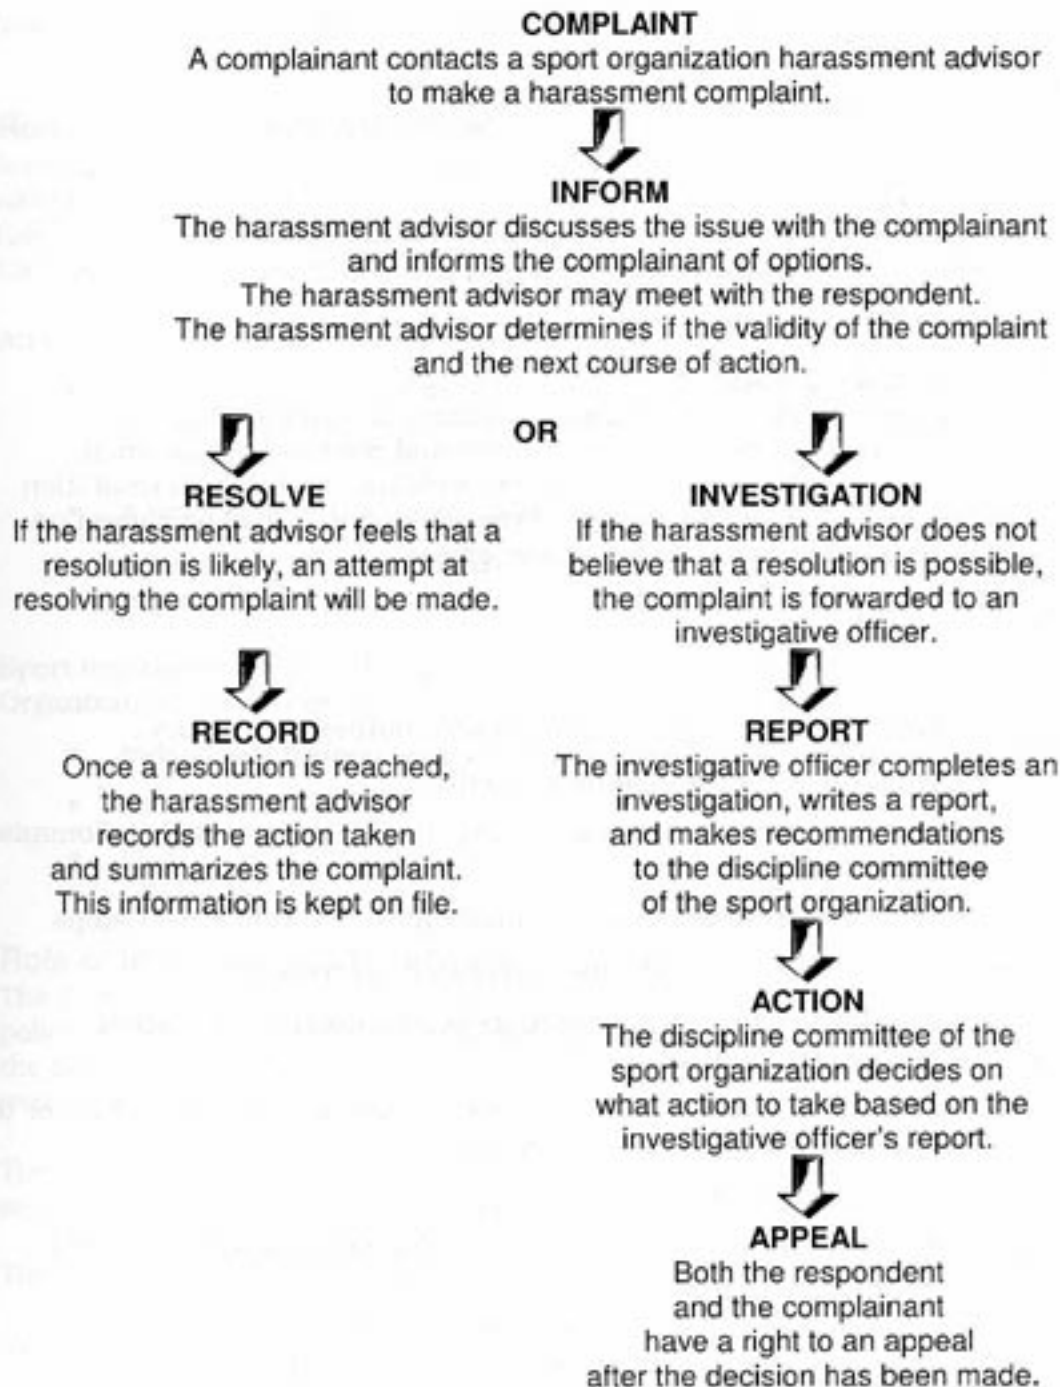 COMPLAINT
A complainant contacts a sport organization harassment advisor
to make a harassment complaint.
INFORM
The harassment advisor discusses the issue with the complainant
and informs the complainant of options.
The harassment advisor may meet with the respondent.
The harassment advisor determines if the validity of the complaint
and the next course of action.
OR
RESOLVE
If the harassment advisor feels that a
resolution is likely, an attempt at
resolving the complaint will be made.
RECORD
Once a resolution is reached,
the harassment advisor
records the action taken
and summarizes the complaint.
This information is kept on file.
INVESTIGATION
If the harassment advisor does not
believe that a resolution is possible,
the complaint is forwarded to an
investigative officer.
REPORT
The investigative officer completes an
investigation, writes a report,
and makes recommendations
to the discipline committee
of the sport organization.
ACTION
The discipline committee of the
sport organization decides on
what action to take based on the
investigative officer's report.
APPEAL
Both the respondent
and the complainant
have a right to an appeal
after the decision has been made.